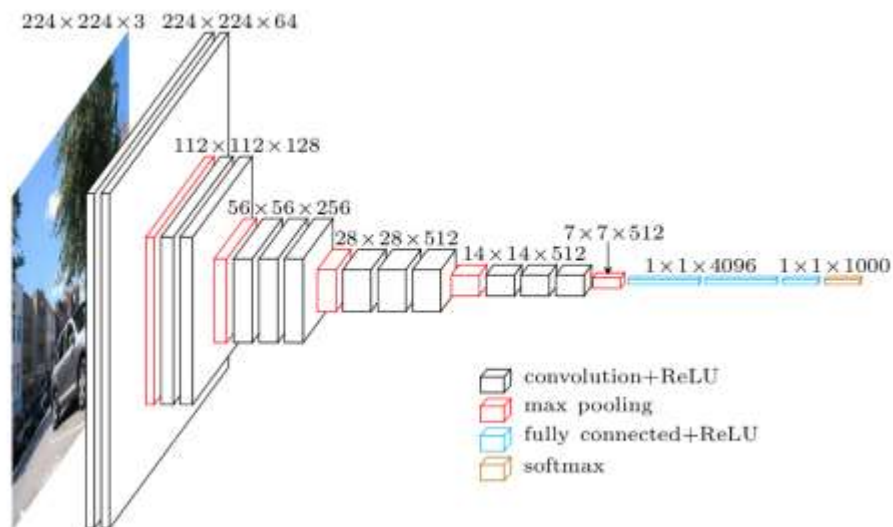 224×224×3
224×224×64
112×112×128
56×56×256
28×28×512
14×14×512
7×7×512
1×1×4096
1×1×1000
convolution+ReLU
max pooling
fully connected+ReLU
softmax